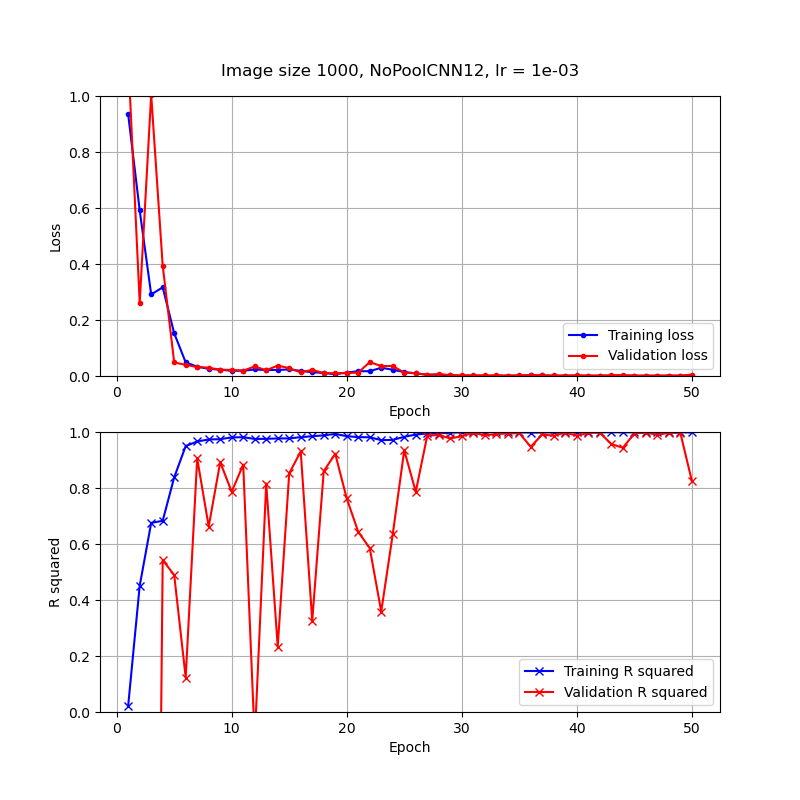 Image size 1000, NoPoolCNN12, lr = 1e-03
1.0
0.8
0.6
0.4
0.2
0.0
Loss
Training loss
Validation loss
0 10 20 30 40 50
Epoch
1.0
0.8
0.6
0.4
0.2
0.0
R squared
Training R squared
Validation R squared
0 10 20 30 40 50
Epoch